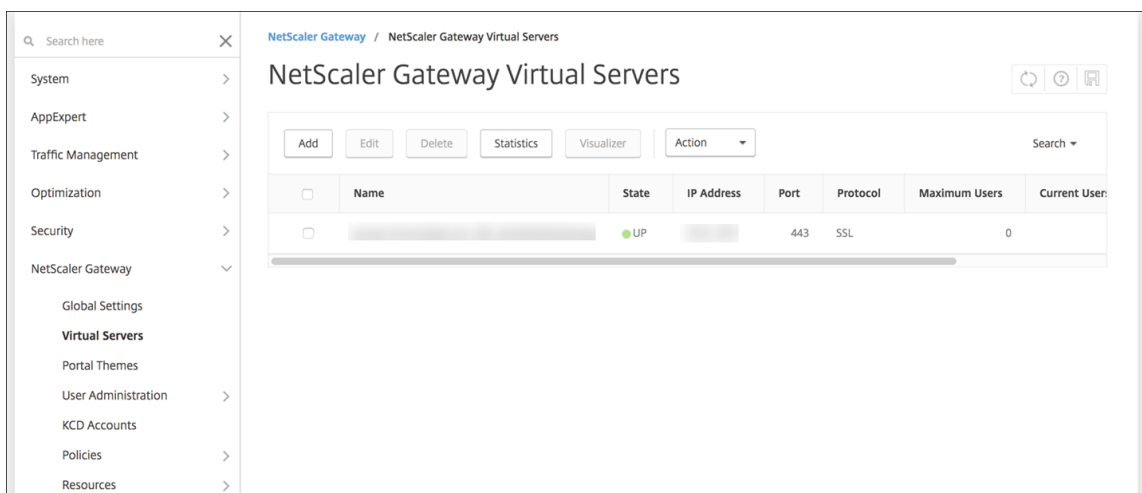 Search here
System
AppExpert
Traffic Management
Optimization
Security
NetScaler Gateway
Global Settings
Virtual Servers
Portal Themes
User Administration
KCD Accounts
Policies
Resources
NetScaler Gateway / NetScaler Gateway Virtual Servers
NetScaler Gateway Virtual Servers
Add Edit Delete Statistics Visualizer Action Search
Name State IP Address Port Protocol Maximum Users Current Users
UP 443 SSL 0